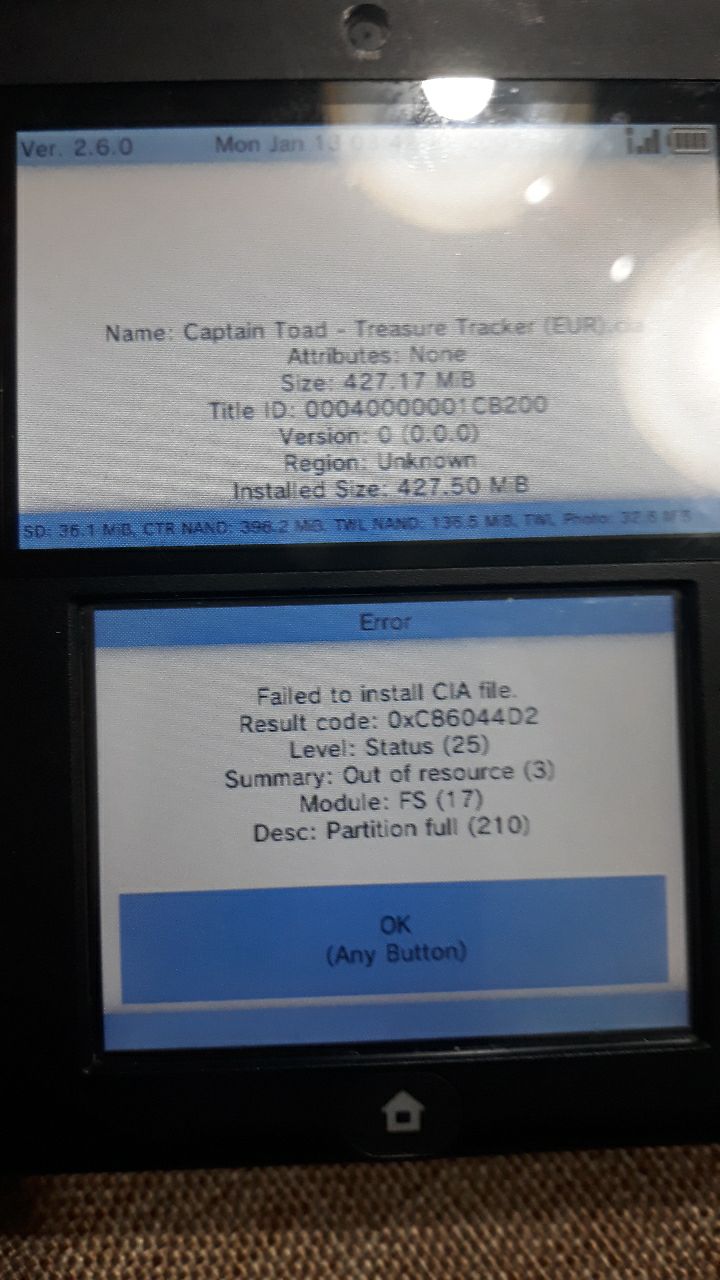 Ver. 2.6.0 Mon Jan 13
Name: Captain Toad - Treasure Tracker (EUR).cia
Attributes: None
Size: 427.17 MiB
Title ID: 00040000001CB200
Version: 0 (0.0.0)
Region: Unknown
Installed Size: 427.50 MiB
SD: 36.1 MiB, CTR NAND: 396.2 MiB, TWL NAND: 136.5 MiB, TWL Photo: 32.6 MiB
Error
Failed to install CIA file.
Result code: 0xC86044D2
Level: Status (25)
Summary: Out of resource (3)
Module: FS (17)
Desc: Partition full (210)
OK
(Any Button)